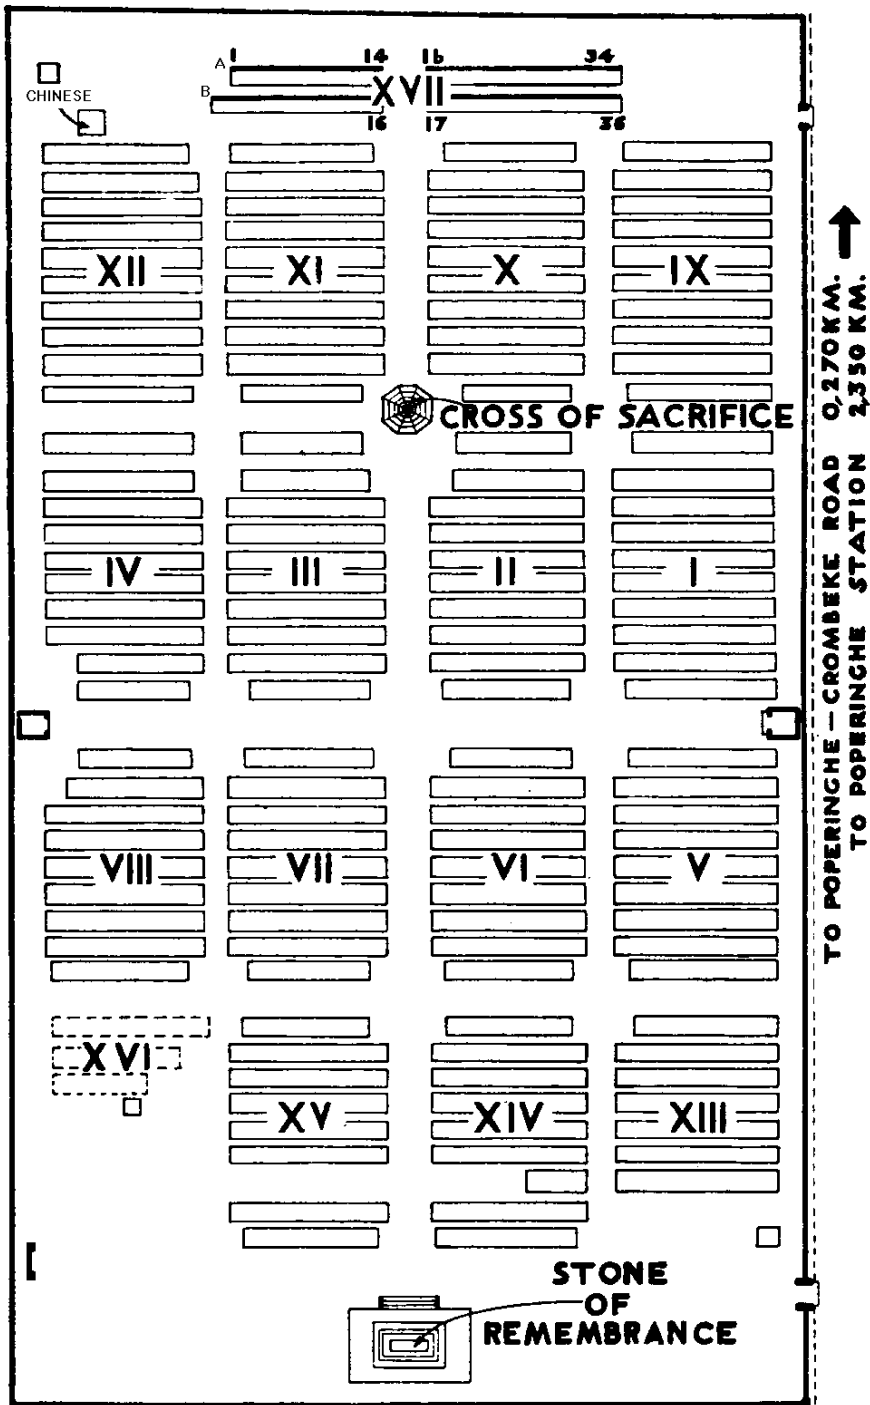 1 14 1b 34
A
XVII
B
16 17 36
CHINESE
XII XI X IX
CROSS OF SACRIFICE
IV III II I
VIII VII VI V
XVI
XV XIV XIII
STONE
OF
REMEMBRANCE
TO POPERINGHE – CROMBEKE ROAD 0,270 KM.
TO POPERINGHE STATION 2,350 KM.